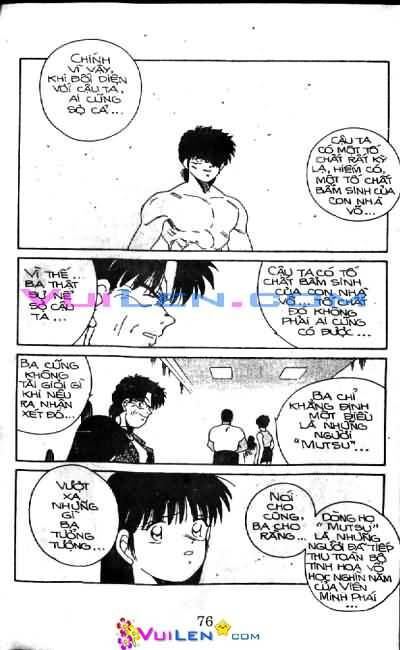 CHÍNH
VÌ VẬY,
KHI ĐỐI DIỆN
VỚI CẬU TA,
AI CŨNG
SỢ CẢ...
CẬU TA
CÓ MỘT TỐ
CHẤT RẤT KỲ
LẠ, HIẾM CÓ,
MỘT TỐ CHẤT
BẨM SINH CỦA
CON NHÀ
VÕ...
VÌ THẾ...
BA THẬT
SỰ NỂ
SỢ CẬU
TA...
CẬU TA CÓ TỐ
CHẤT BẨM SINH
CỦA CON NHÀ
VÕ... TỐ CHẤT
ĐÓ KHÔNG
PHẢI AI CŨNG
CÓ ĐƯỢC...
VUILEN.COM
BA CŨNG
KHÔNG
TÀI GIỎI GÌ
KHI NÊU
RA NHẬN
XÉT ĐÓ...
BA CHỈ
KHẲNG ĐỊNH
MỘT ĐIỀU
LÀ NHỮNG
NGƯỜI
"MUTSU"...
VƯỢT
XA
NHỮNG
GÌ
BA
TƯỞNG
TƯỢNG...
NÓI
CHO
CÙNG,
BA CHO
RẰNG...
DÒNG HỌ
"MUTSU"
LÀ NHỮNG
NGƯỜI ĐÃ TIẾP
THU TOÀN BỘ
TINH HOA VÕ
HỌC NGHÌN NĂM
CỦA VIÊN
MINH PHÁI
...
76
VUILEN.COM